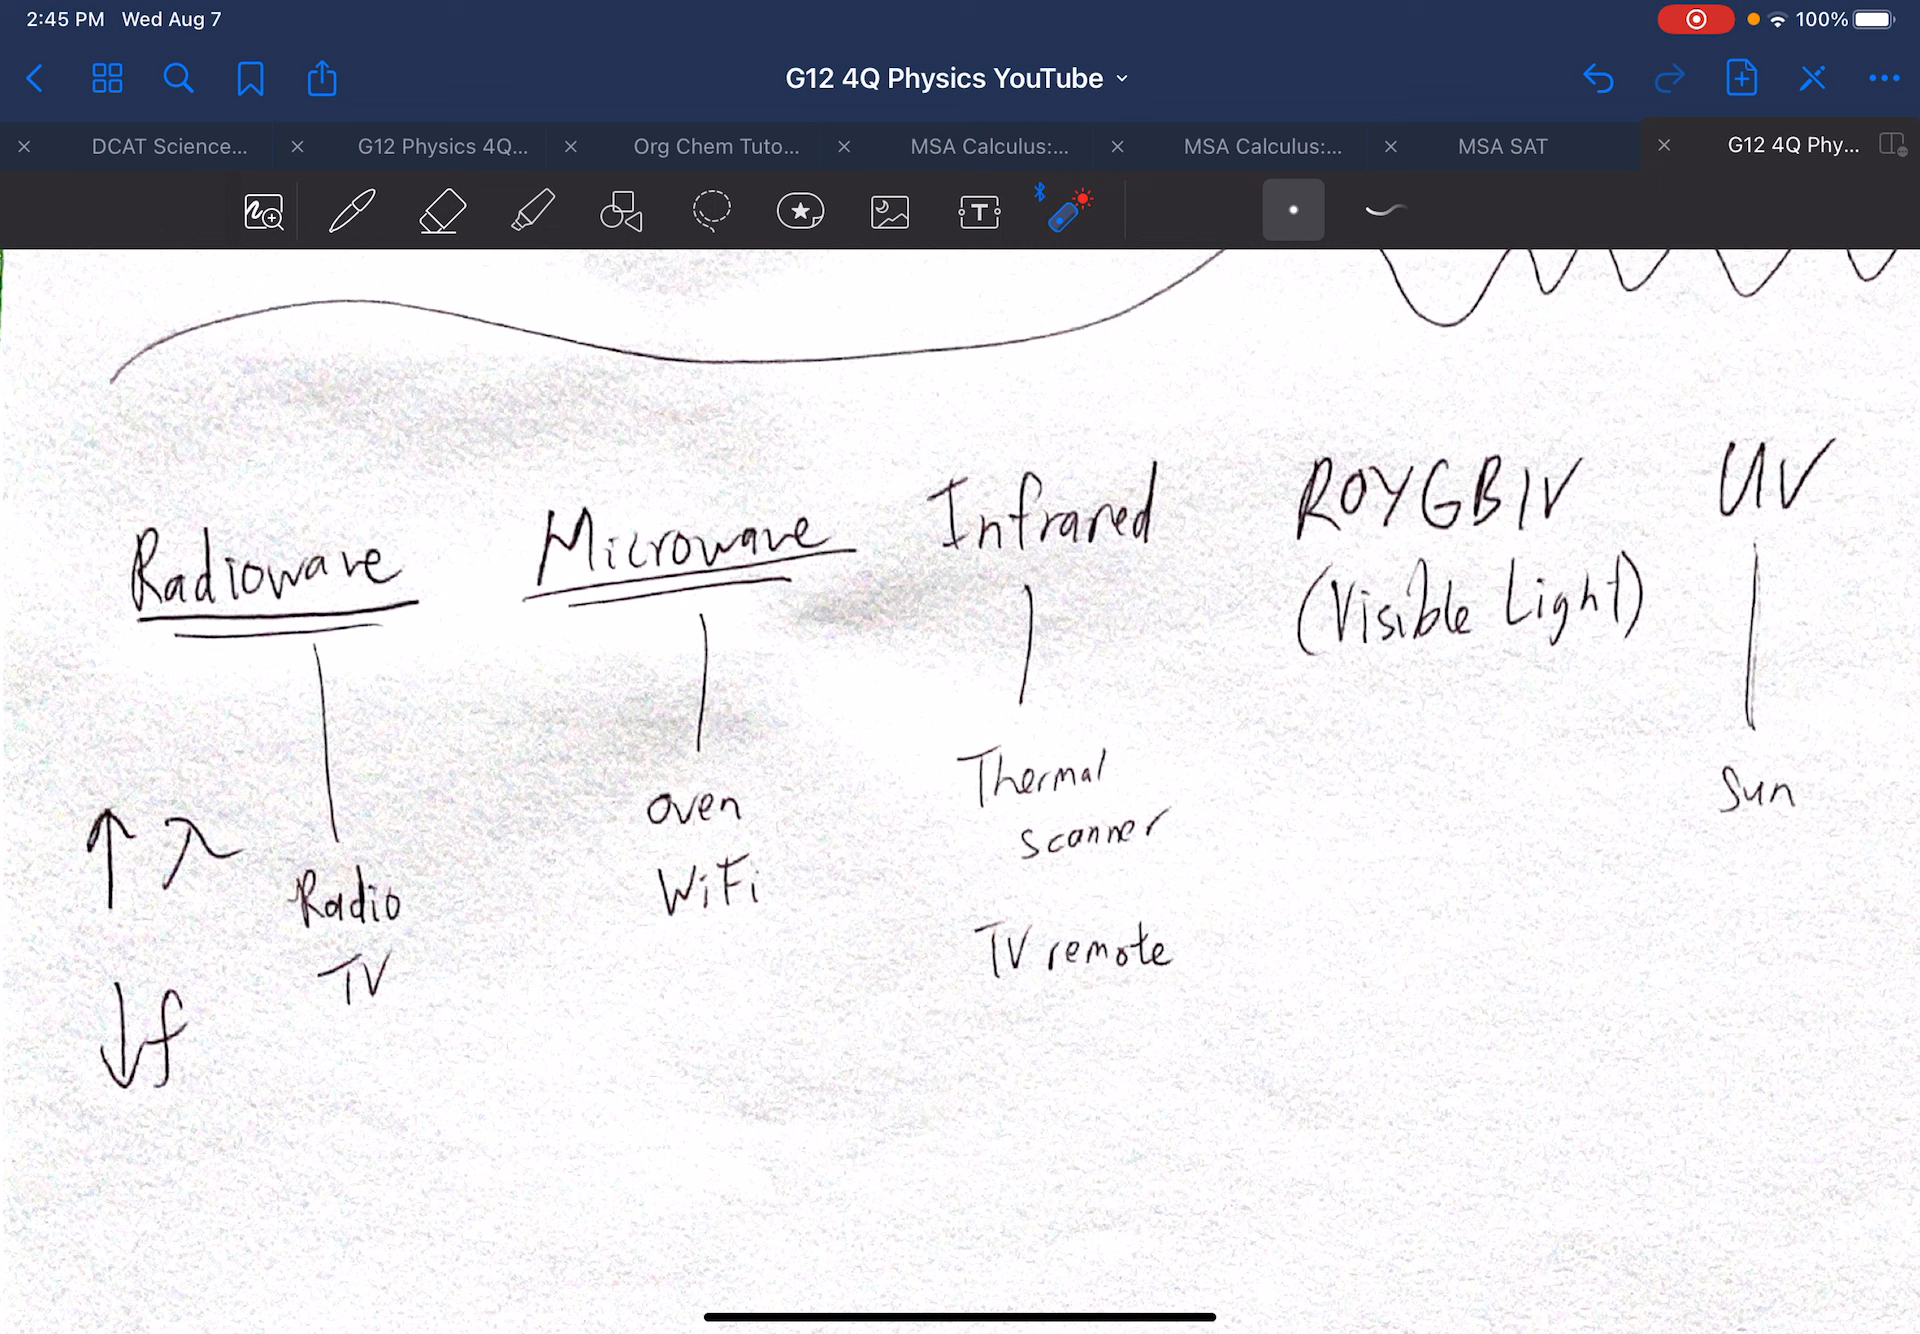 2:45 PM Wed Aug 7
100%
G12 4Q Physics YouTube
DCAT Science...
G12 Physics 4Q...
Org Chem Tuto...
MSA Calculus:...
MSA Calculus:...
MSA SAT
G12 4Q Phy...
T
Radiowave
Microwave
Infrared
ROYGBIV
(Visible Light)
UV
↑ λ
↓ f
Radio
TV
oven
WiFi
Thermal
scanner
TV remote
Sun